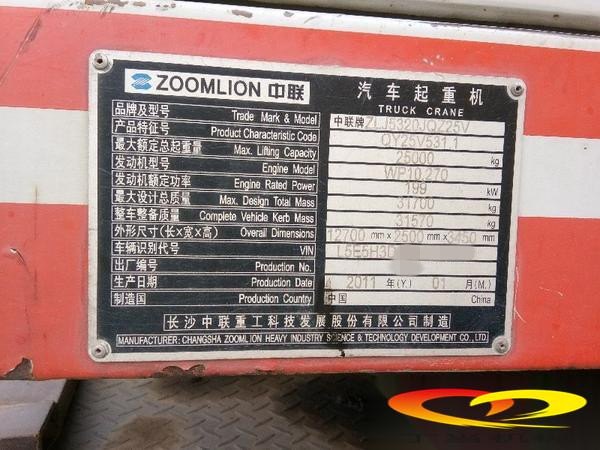 ZOOMLION 中联 汽车起重机
TRUCK CRANE
品牌及型号 Trade Mark & Model 中联牌ZLJ5320JQZ25V
产品特征号 Product Characteristic Code QY25V531.1
最大额定总起重量 Max. Lifting Capacity 25000 kg
发动机型号 Engine Model WP10.270
发动机额定功率 Engine Rated Power 199 kW
最大设计总质量 Max. Design Total Mass 31700 kg
整车整备质量 Complete Vehicle Kerb Mass 31570 kg
外形尺寸(长×宽×高) Overall Dimensions 12700 mm × 2500 mm × 3450 mm
车辆识别代号 VIN L5E5H3D
出厂编号 Production No.
生产日期 Production Date 2011 年(Y.) 01 月(M.)
制造国 Production Country 中国 China
长沙中联重工科技发展股份有限公司制造
MANUFACTURER: CHANGSHA ZOOMLION HEAVY INDUSTRY SCIENCE & TECHNOLOGY DEVELOPMENT CO., LTD.